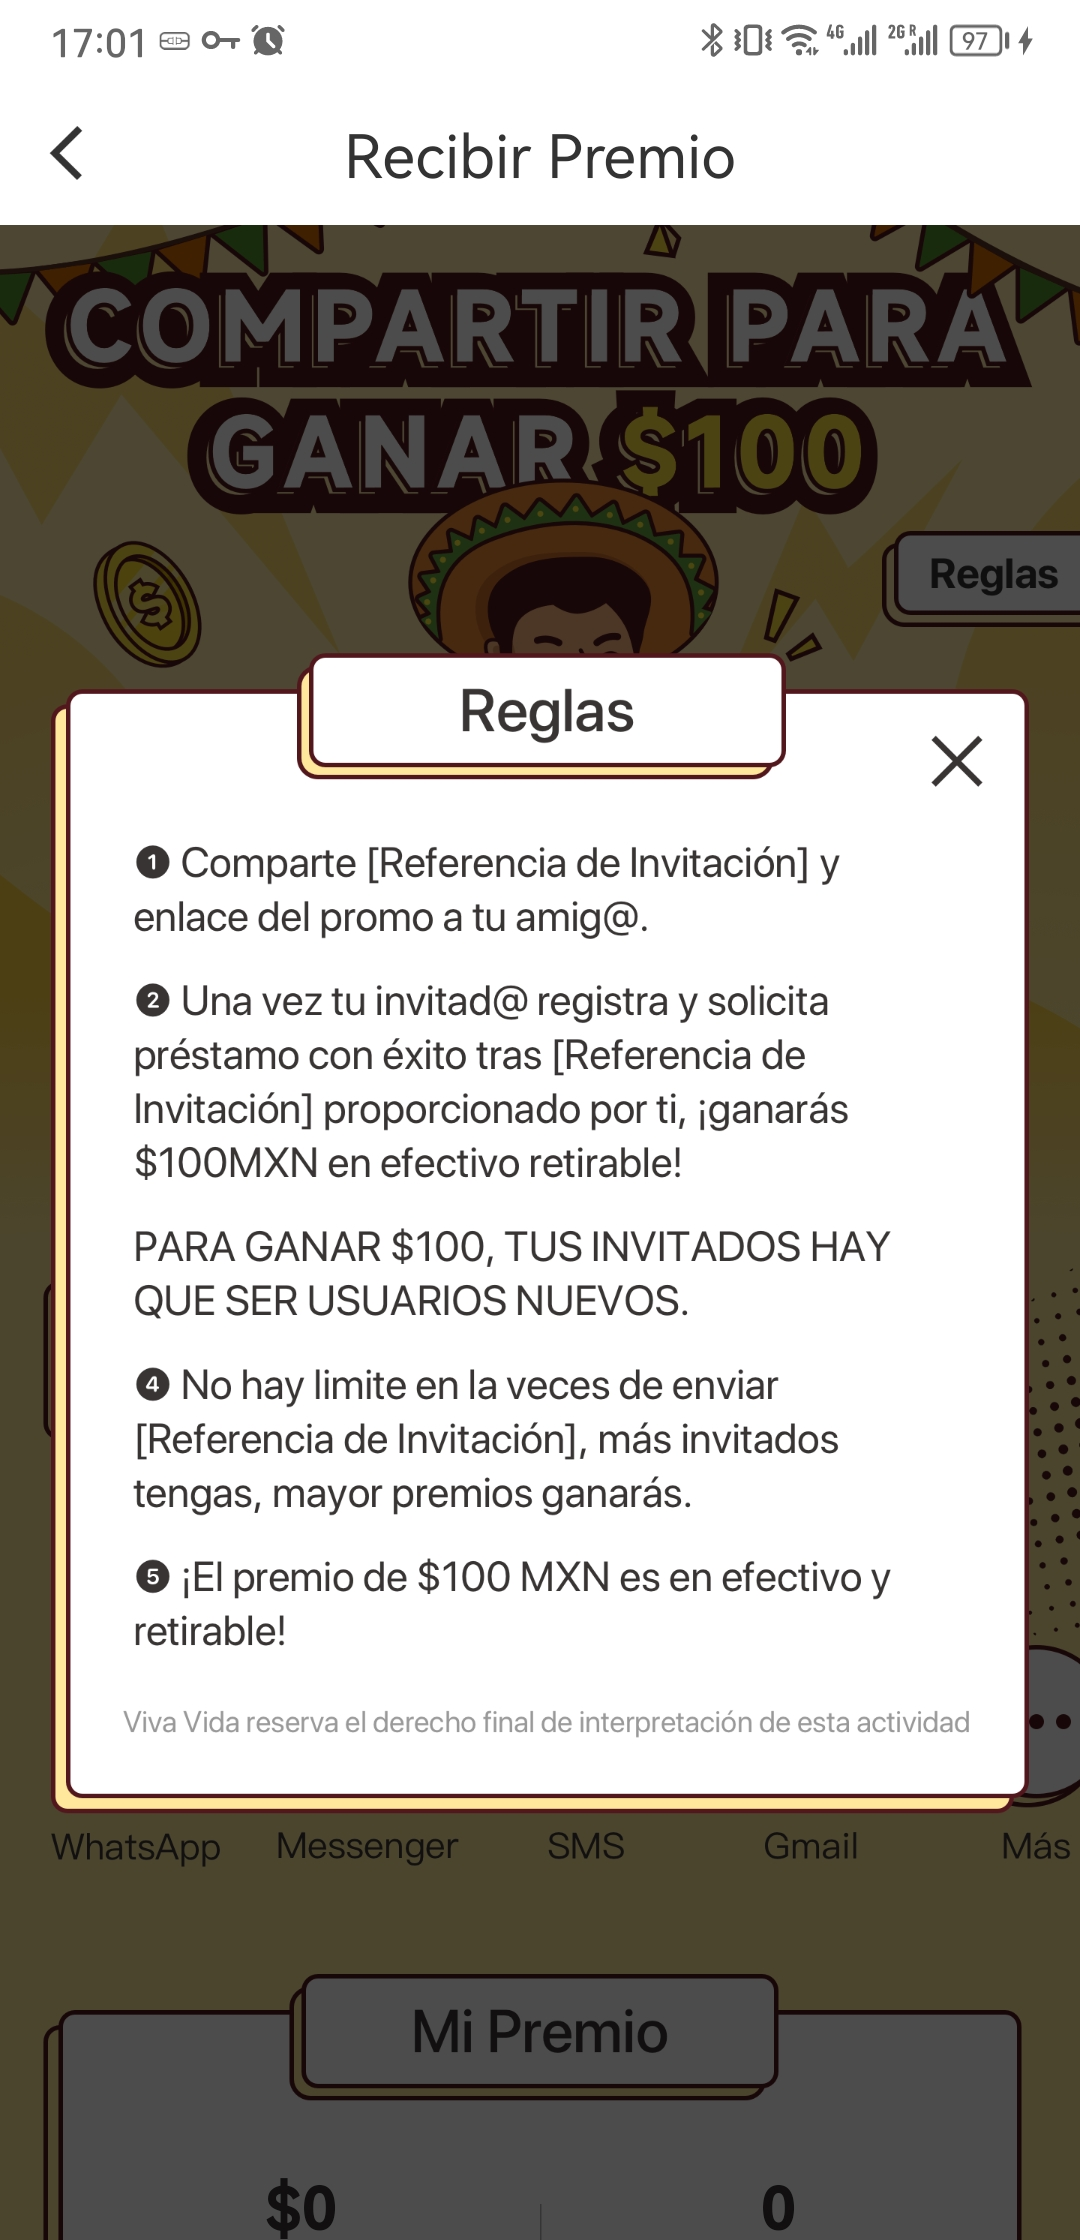 17:01
4G
2G R
97
Recibir Premio
COMPARTIR PARA
GANAR $100
$
Reglas
Reglas
❶ Comparte [Referencia de Invitación] y
enlace del promo a tu amig@.
❷ Una vez tu invitad@ registra y solicita
préstamo con éxito tras [Referencia de
Invitación] proporcionado por ti, ¡ganarás
$100MXN en efectivo retirable!
PARA GANAR $100, TUS INVITADOS HAY
QUE SER USUARIOS NUEVOS.
❹ No hay limite en la veces de enviar
[Referencia de Invitación], más invitados
tengas, mayor premios ganarás.
❺ ¡El premio de $100 MXN es en efectivo y
retirable!
Viva Vida reserva el derecho final de interpretación de esta actividad
WhatsApp Messenger SMS Gmail Más
Mi Premio
$0 0